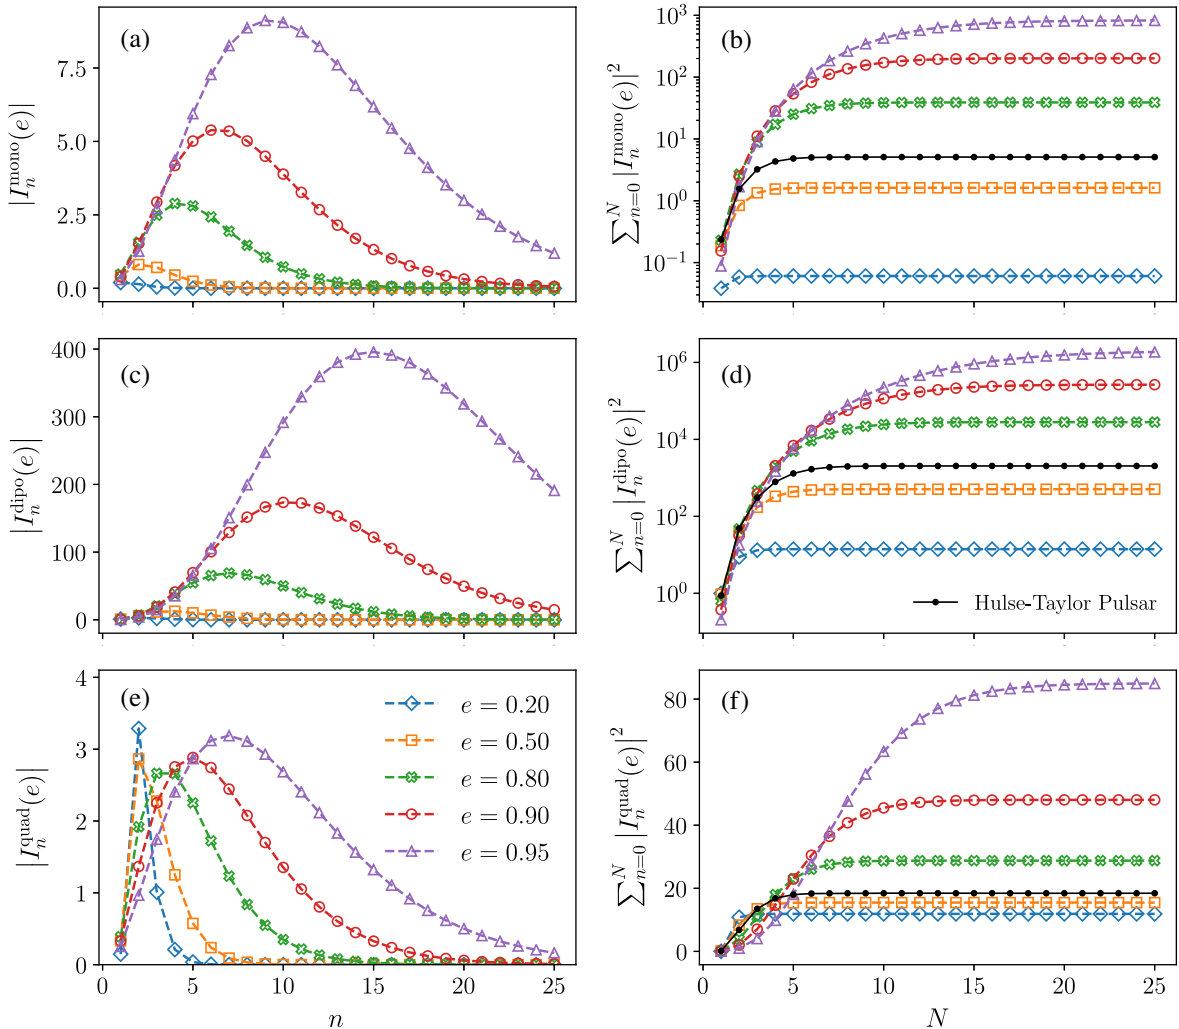 (a)
|I_n^mono(e)|
7.5
5.0
2.5
0.0
(b)
∑_{n=0}^N |I_n^mono(e)|^2
10^3
10^2
10^1
10^0
10^−1
(c)
|I_n^dipo(e)|
400
300
200
100
0
(d)
∑_{n=0}^N |I_n^dipo(e)|^2
10^6
10^4
10^2
10^0
Hulse-Taylor Pulsar
(e)
|I_n^quad(e)|
4
3
2
1
0
e = 0.20
e = 0.50
e = 0.80
e = 0.90
e = 0.95
0 5 10 15 20 25
n
(f)
∑_{n=0}^N |I_n^quad(e)|^2
80
60
40
20
0
0 5 10 15 20 25
N